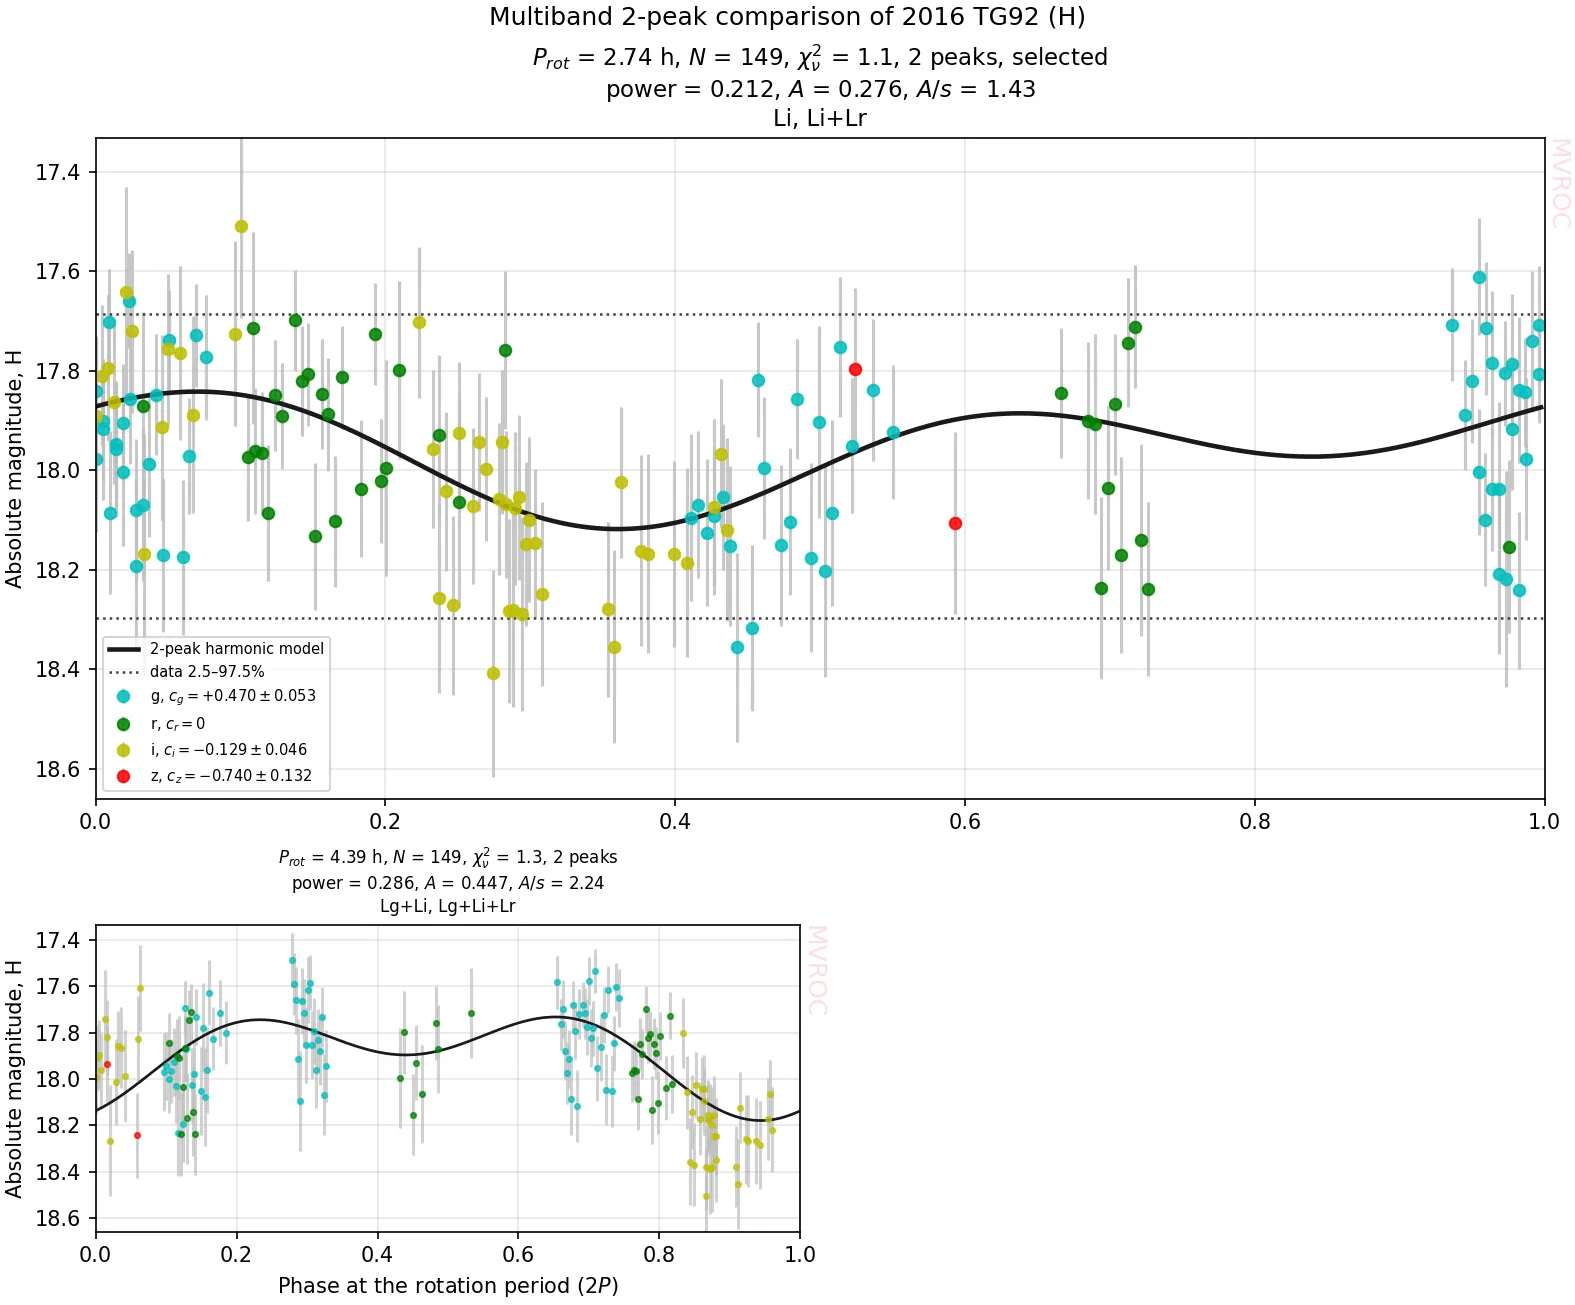 Multiband 2-peak comparison of 2016 TG92 (H)
P_rot = 2.74 h, N = 149, χ²_ν = 1.1, 2 peaks, selected
power = 0.212, A = 0.276, A/s = 1.43
Li, Li+Lr
MVROC
Absolute magnitude, H
17.4
17.6
17.8
18.0
18.2
18.4
18.6
2-peak harmonic model
data 2.5–97.5%
g, c_g = +0.470 ± 0.053
r, c_r = 0
i, c_i = −0.129 ± 0.046
z, c_z = −0.740 ± 0.132
0.0 0.2 0.4 0.6 0.8 1.0
P_rot = 4.39 h, N = 149, χ²_ν = 1.3, 2 peaks
power = 0.286, A = 0.447, A/s = 2.24
Lg+Li, Lg+Li+Lr
MVROC
Absolute magnitude, H
17.4
17.6
17.8
18.0
18.2
18.4
18.6
0.0 0.2 0.4 0.6 0.8 1.0
Phase at the rotation period (2P)